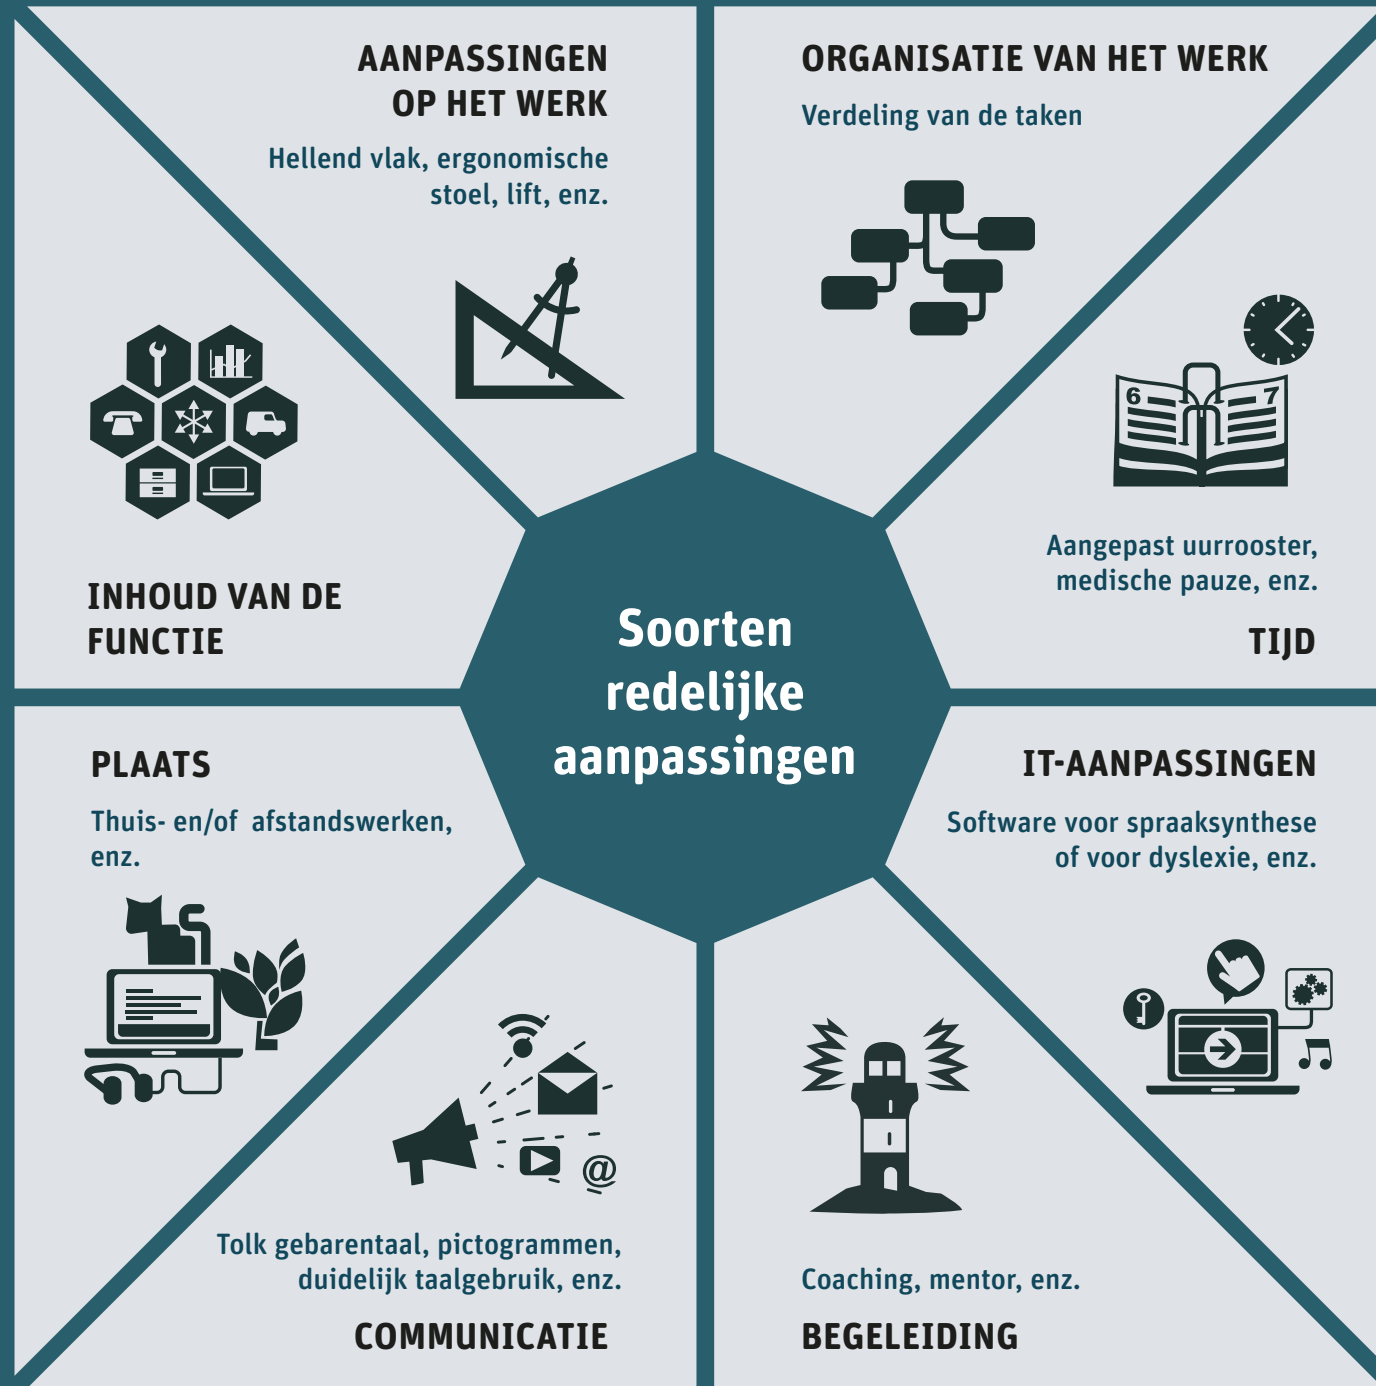 AANPASSINGEN
OP HET WERK
Hellend vlak, ergonomische
stoel, lift, enz.
ORGANISATIE VAN HET WERK
Verdeling van de taken
6
7
Aangepast uurrooster,
medische pauze, enz.
TIJD
INHOUD VAN DE
FUNCTIE
Soorten
redelijke
aanpassingen
PLAATS
Thuis- en/of afstandswerken,
enz.
IT-AANPASSINGEN
Software voor spraaksynthese
of voor dyslexie, enz.
@
Tolk gebarentaal, pictogrammen,
duidelijk taalgebruik, enz.
COMMUNICATIE
Coaching, mentor, enz.
BEGELEIDING